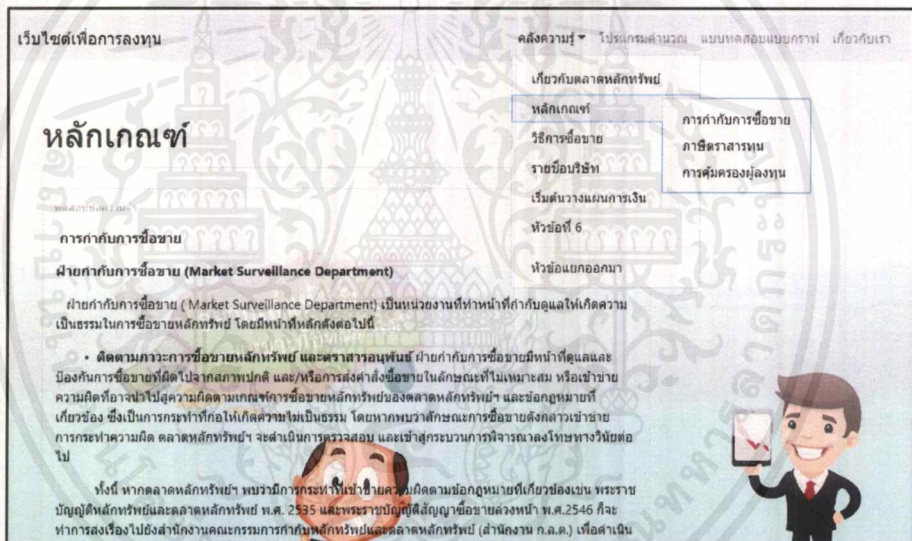 เว็บไซต์เพื่อการลงทุน
คลังความรู้ โปรแกรมคำนวณ แบบทดสอบแบบกราฟ เกี่ยวกับเรา
เกี่ยวกับตลาดหลักทรัพย์
หลักเกณฑ์
วิธีการซื้อขาย
รายชื่อบริษัท
เริ่มต้นวางแผนการเงิน
หัวข้อที่ 6
หัวข้อแยกออกมา
การกำกับการซื้อขาย
ภาษีตราสารทุน
การคุ้มครองผู้ลงทุน
หลักเกณฑ์
การกำกับการซื้อขาย
ฝ่ายกำกับการซื้อขาย (Market Surveillance Department)
ฝ่ายกำกับการซื้อขาย ( Market Surveillance Department) เป็นหน่วยงานที่ทำหน้าที่กำกับดูแลให้เกิดความ
เป็นธรรมในการซื้อขายหลักทรัพย์ โดยมีหน้าที่หลักดังต่อไปนี้
• ติดตามภาวะการซื้อขายหลักทรัพย์ และตราสารอนุพันธ์ ฝ่ายกำกับการซื้อขายมีหน้าที่ดูแลและ
ป้องกันการซื้อขายที่ผิดไปจากสภาพปกติ และ/หรือการส่งคำสั่งซื้อขายในลักษณะที่ไม่เหมาะสม หรือเข้าข่าย
ความผิดที่อาจนำไปสู่ความผิดตามเกณฑ์การซื้อขายหลักทรัพย์ของตลาดหลักทรัพย์ฯ และข้อกฎหมายที่
เกี่ยวข้อง ซึ่งเป็นการกระทำที่ก่อให้เกิดความไม่เป็นธรรม โดยหากพบว่าลักษณะการซื้อขายดังกล่าวเข้าข่าย
การกระทำความผิด ตลาดหลักทรัพย์ฯ จะดำเนินการตรวจสอบ และเข้าสู่กระบวนการพิจารณาลงโทษทางวินัยต่อ
ไป
ทั้งนี้ หากตลาดหลักทรัพย์ฯ พบว่ามีการกระทำที่เข้าข่ายความผิดตามข้อกฎหมายที่เกี่ยวข้องเช่น พระราช
บัญญัติหลักทรัพย์และตลาดหลักทรัพย์ พ.ศ. 2535 และพระราชบัญญัติสัญญาซื้อขายล่วงหน้า พ.ศ.2546 ก็จะ
ทำการส่งเรื่องไปยังสำนักงานคณะกรรมการกำกับหลักทรัพย์และตลาดหลักทรัพย์ (สำนักงาน ก.ล.ต.) เพื่อดำเนิน